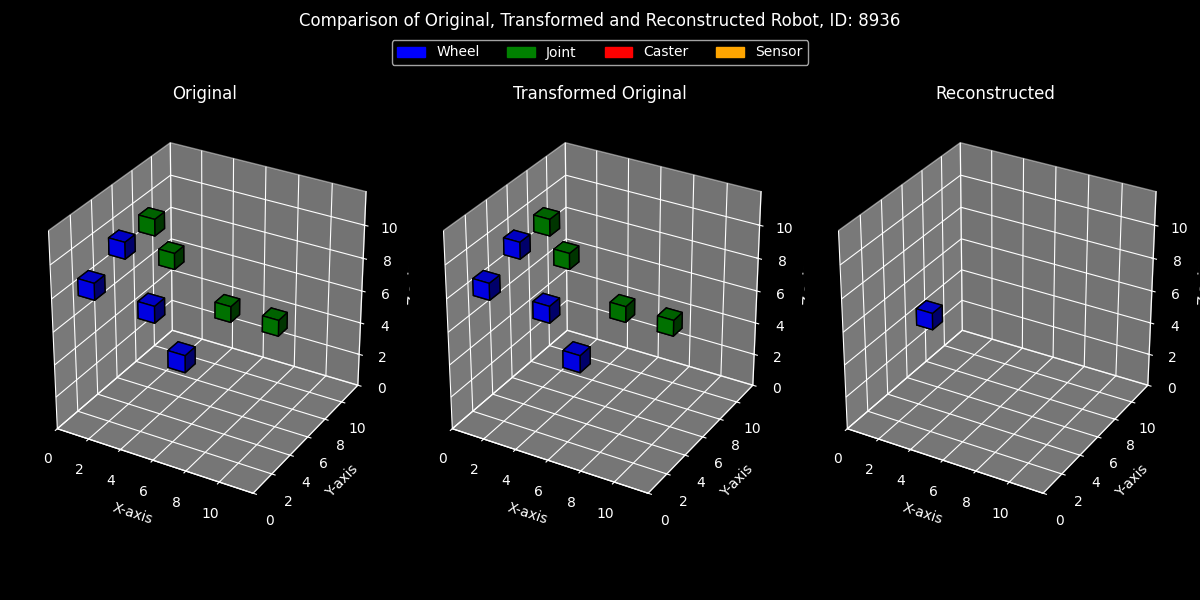 Comparison of Original, Transformed and Reconstructed Robot, ID: 8936
Wheel Joint Caster Sensor
Original Transformed Original Reconstructed
10 10 10
8 8 8
6 6 6
4 4 4
2 2 2
0 0 0
10 10 10
8 8 8
0 2 4 6 8 10 0 2 4 6 8 10 0 2 4 6 8 10
6 6 6
4 4 4
2 2 2
0 0 0
X-axis Y-axis X-axis Y-axis X-axis Y-axis